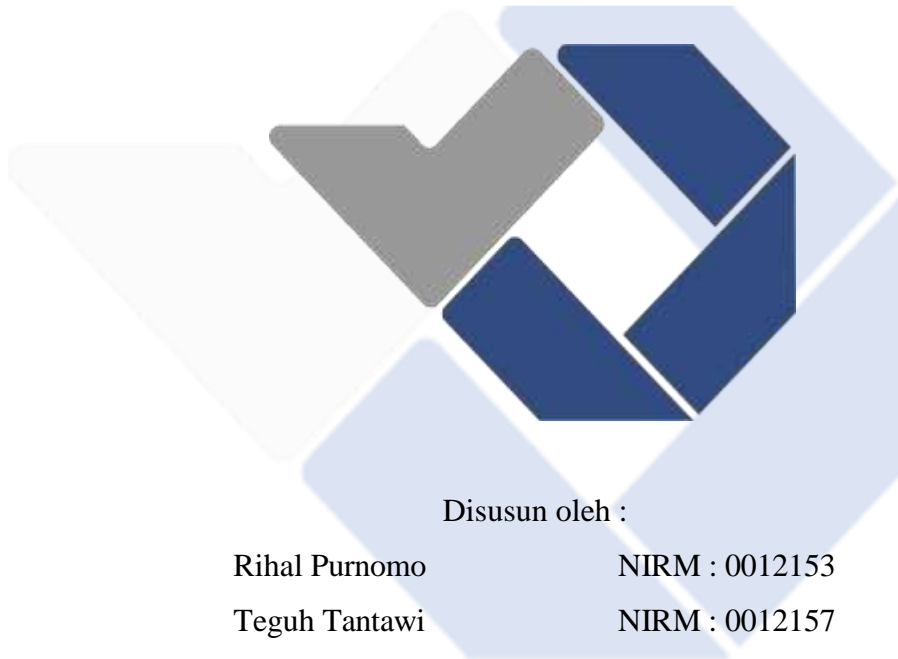 Disusun oleh :
Rihal Purnomo NIRM : 0012153
Teguh Tantawi NIRM : 0012157